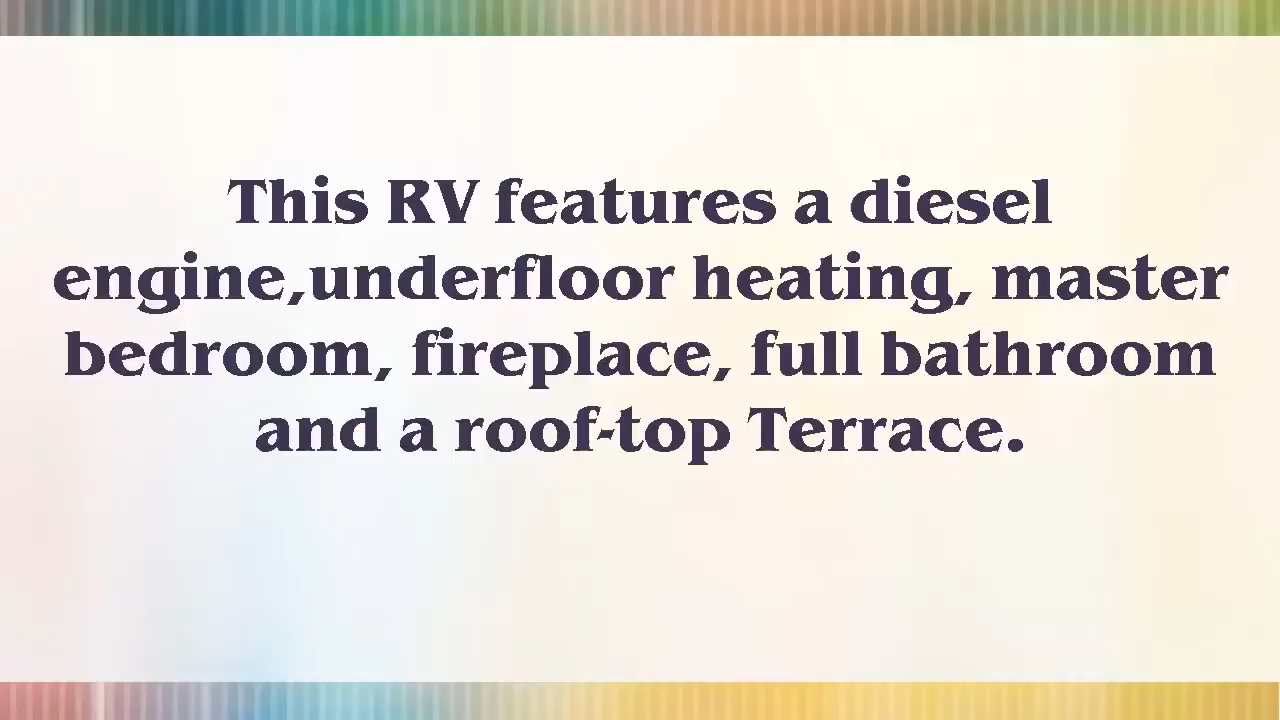 This RV features a diesel
engine,underfloor heating, master
bedroom, fireplace, full bathroom
and a roof-top Terrace.